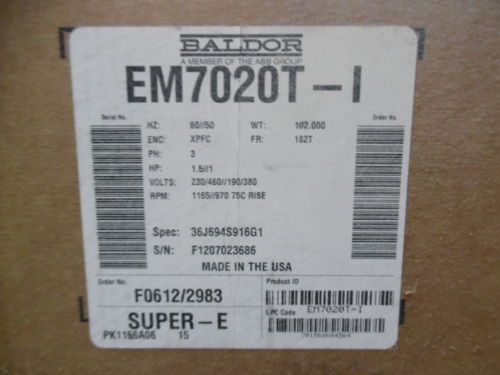 BALDOR
A MEMBER OF THE ABB GROUP
EM7020T-I
Serial No.
Order No.
HZ: 60//50 WT: 102.000
ENC: XPFC FR: 182T
PH: 3
HP: 1.5//1
VOLTS: 230/460//190/380
RPM: 1165//970 75C RISE
Spec: 36J694S916G1
S/N: F1207023686
MADE IN THE USA
Order No.
F0612/2983
Product ID
UPC Code EM7020T-I
SUPER-E
PK1156A06 15
781568604564